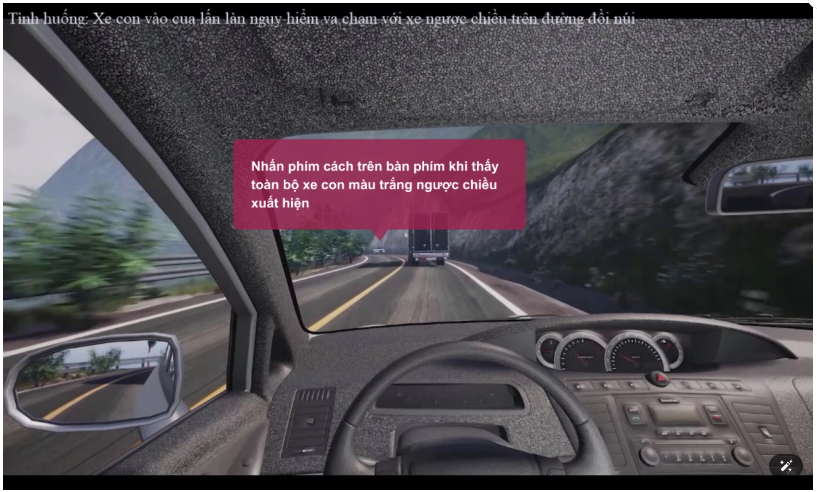 Tình huống: Xe con vào cua lấn làn nguy hiểm va chạm với xe ngược chiều trên đường đồi núi
Nhấn phím cách trên bàn phím khi thấy
toàn bộ xe con màu trắng ngược chiều
xuất hiện